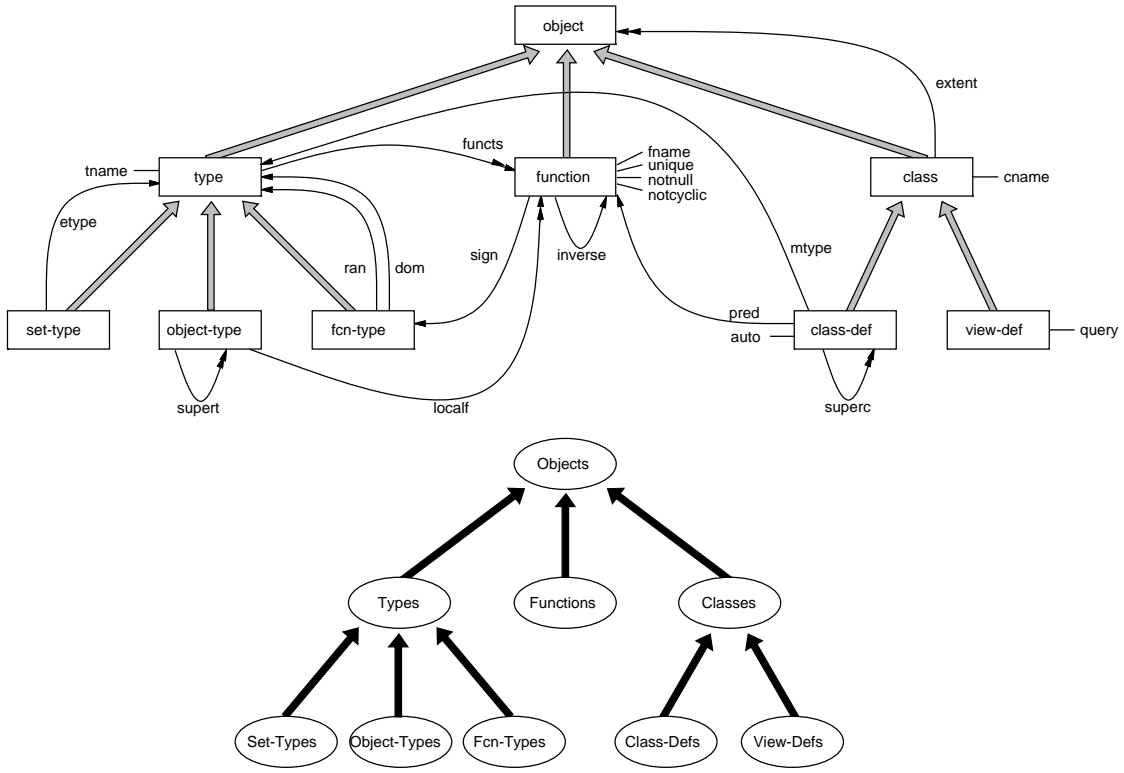 object
extent
functs
fname
unique
notnull
notcyclic
tname
type
function
class
cname
etype
ran
dom
sign
inverse
mtype
pred
auto
set-type
object-type
fcn-type
class-def
view-def
query
supert
localf
superc
Objects
Types
Functions
Classes
Set-Types
Object-Types
Fcn-Types
Class-Defs
View-Defs